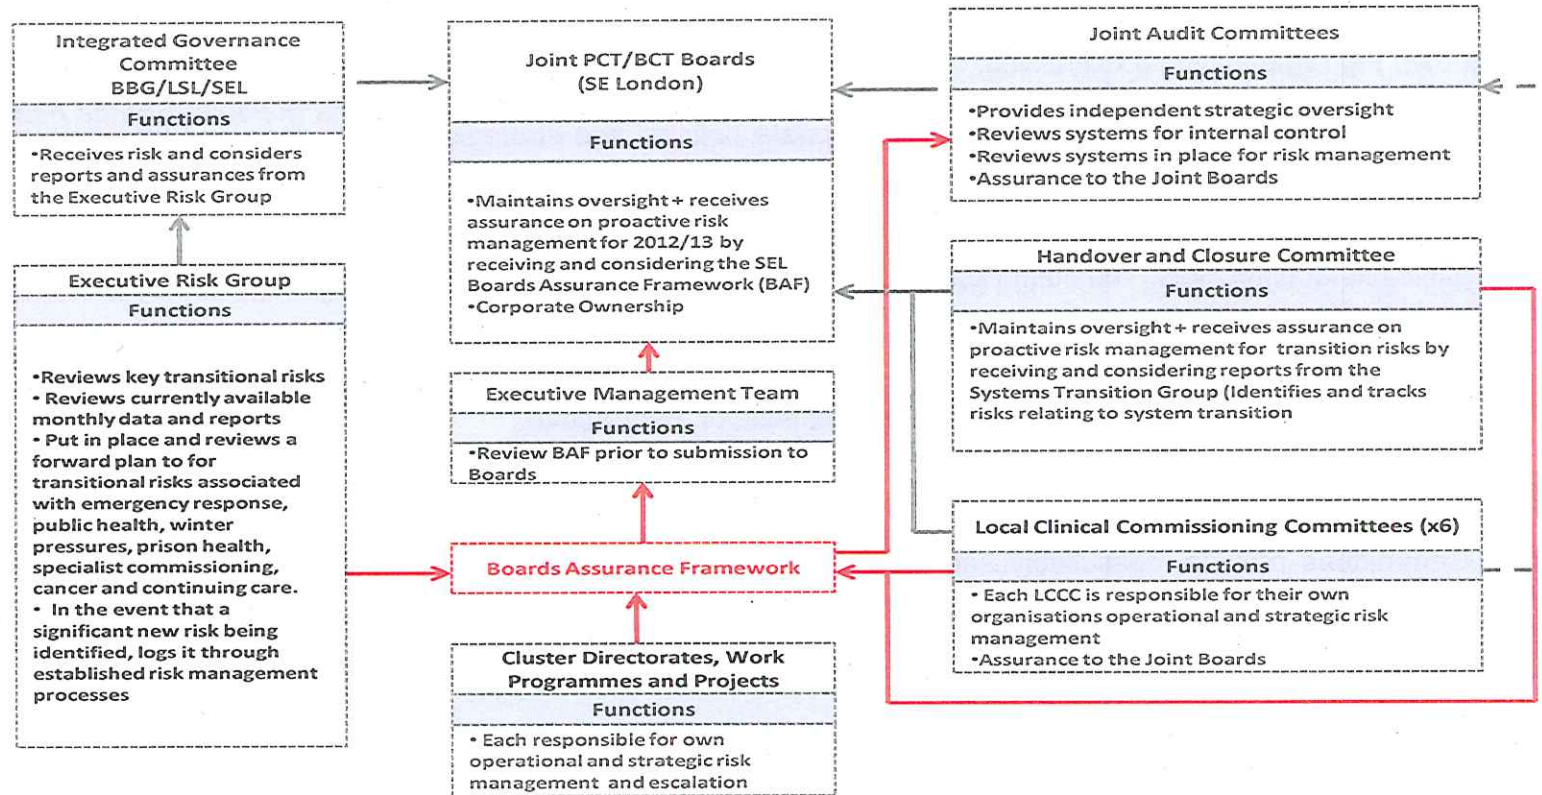 Integrated Governance
Committee
BBG/LSL/SEL
Functions
•Receives risk and considers
reports and assurances from
the Executive Risk Group
Executive Risk Group
Functions
•Reviews key transitional risks
• Reviews currently available
monthly data and reports
• Put in place and reviews a
forward plan to for
transitional risks associated
with emergency response,
public health, winter
pressures, prison health,
specialist commissioning,
cancer and continuing care.
• In the event that a
significant new risk being
identified, logs it through
established risk management
processes
Joint PCT/BCT Boards
(SE London)
Functions
•Maintains oversight + receives
assurance on proactive risk
management for 2012/13 by
receiving and considering the SEL
Boards Assurance Framework (BAF)
•Corporate Ownership
Executive Management Team
Functions
•Review BAF prior to submission to
Boards
Boards Assurance Framework
Cluster Directorates, Work
Programmes and Projects
Functions
• Each responsible for own
operational and strategic risk
management and escalation
Joint Audit Committees
Functions
•Provides independent strategic oversight
•Reviews systems for internal control
•Reviews systems in place for risk management
•Assurance to the Joint Boards
Handover and Closure Committee
Functions
•Maintains oversight + receives assurance on
proactive risk management for transition risks by
receiving and considering reports from the
Systems Transition Group (Identifies and tracks
risks relating to system transition
Local Clinical Commissioning Committees (x6)
Functions
• Each LCCC is responsible for their own
organisations operational and strategic risk
management
•Assurance to the Joint Boards